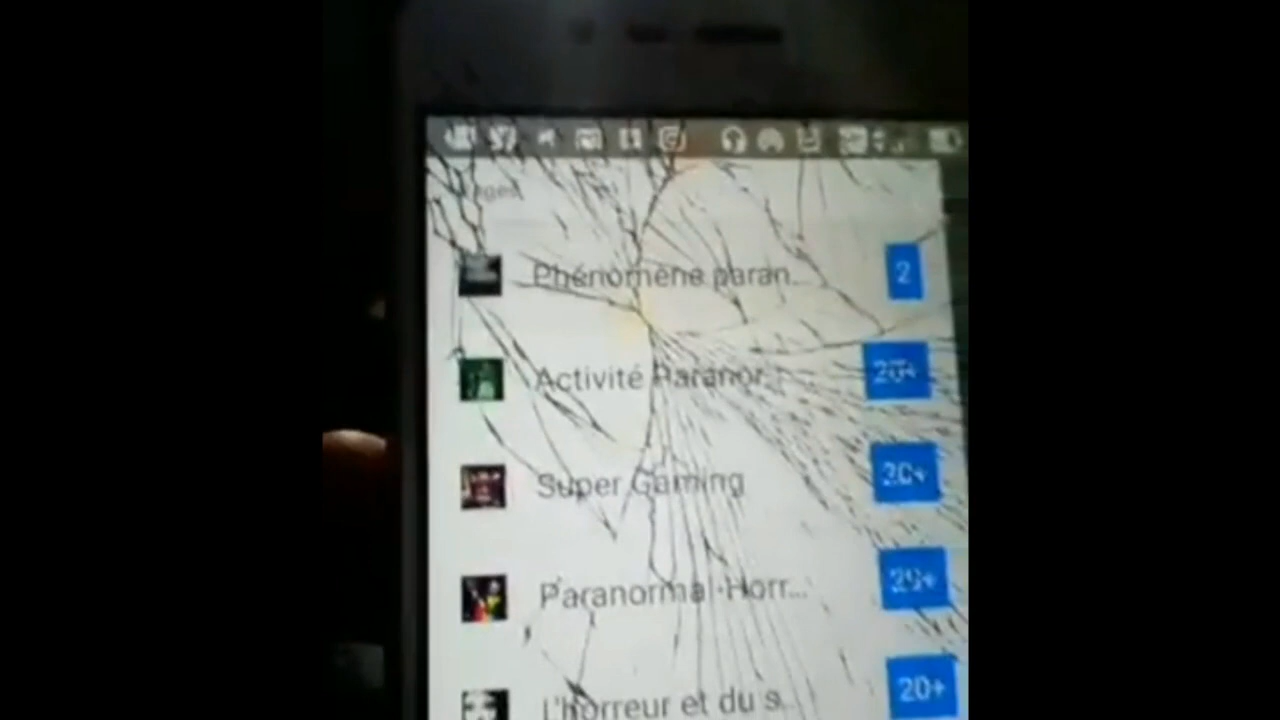 Phénomène paran...
2
Activité Paranor...
20+
Super Gaming
20+
Paranormal-Horr...
20+
L'horreur et du s...
20+